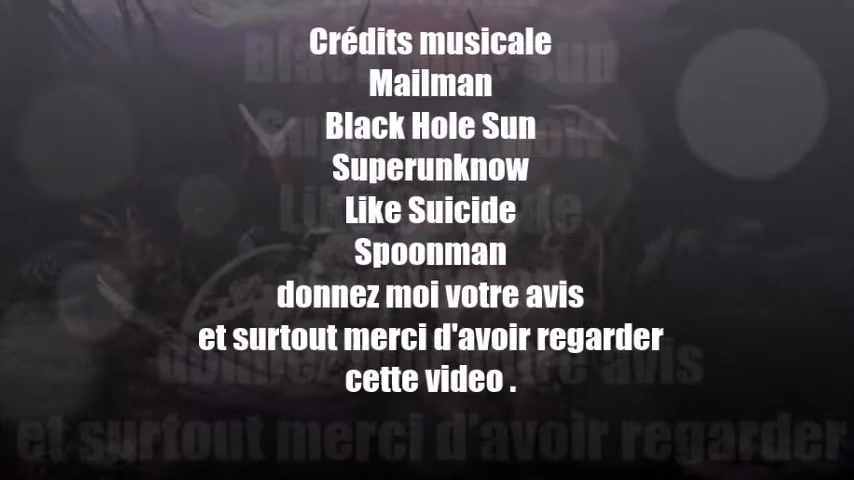 Crédits musicale
Mailman
Black Hole Sun
Superunknow
Like Suicide
Spoonman
donnez moi votre avis
et surtout merci d'avoir regarder
cette video .